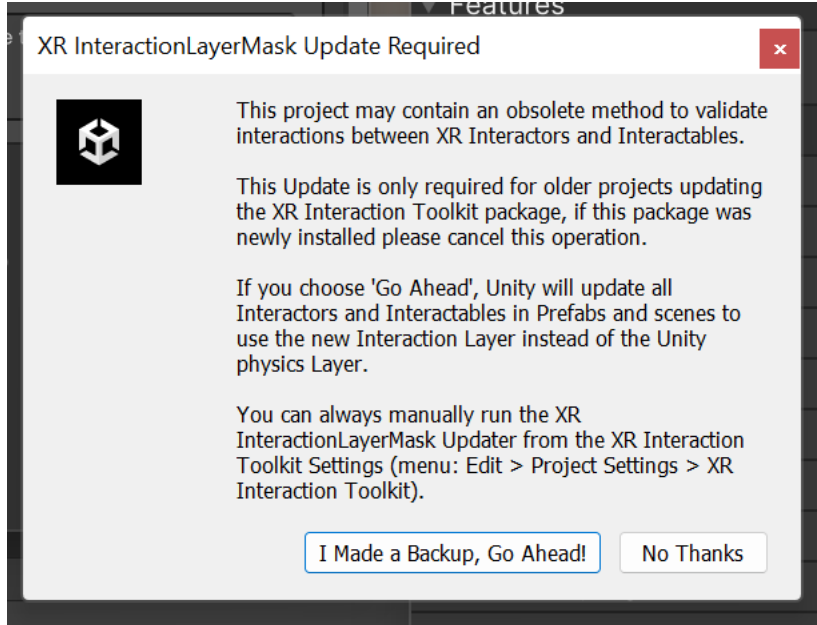 Features
XR InteractionLayerMask Update Required
This project may contain an obsolete method to validate
interactions between XR Interactors and Interactables.
This Update is only required for older projects updating
the XR Interaction Toolkit package, if this package was
newly installed please cancel this operation.
If you choose 'Go Ahead', Unity will update all
Interactors and Interactables in Prefabs and scenes to
use the new Interaction Layer instead of the Unity
physics Layer.
You can always manually run the XR
InteractionLayerMask Updater from the XR Interaction
Toolkit Settings (menu: Edit > Project Settings > XR
Interaction Toolkit).
I Made a Backup, Go Ahead!
No Thanks